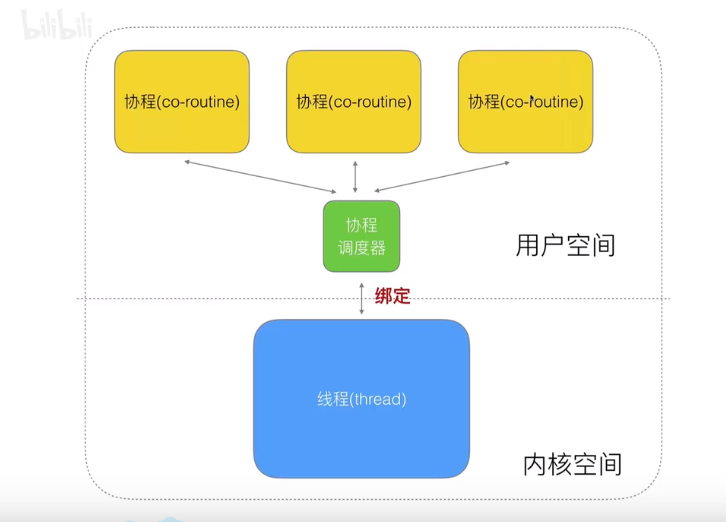 bilibili
协程(co-routine)
协程(co-routine)
协程(co-routine)
协程
调度器
用户空间
绑定
线程(thread)
内核空间